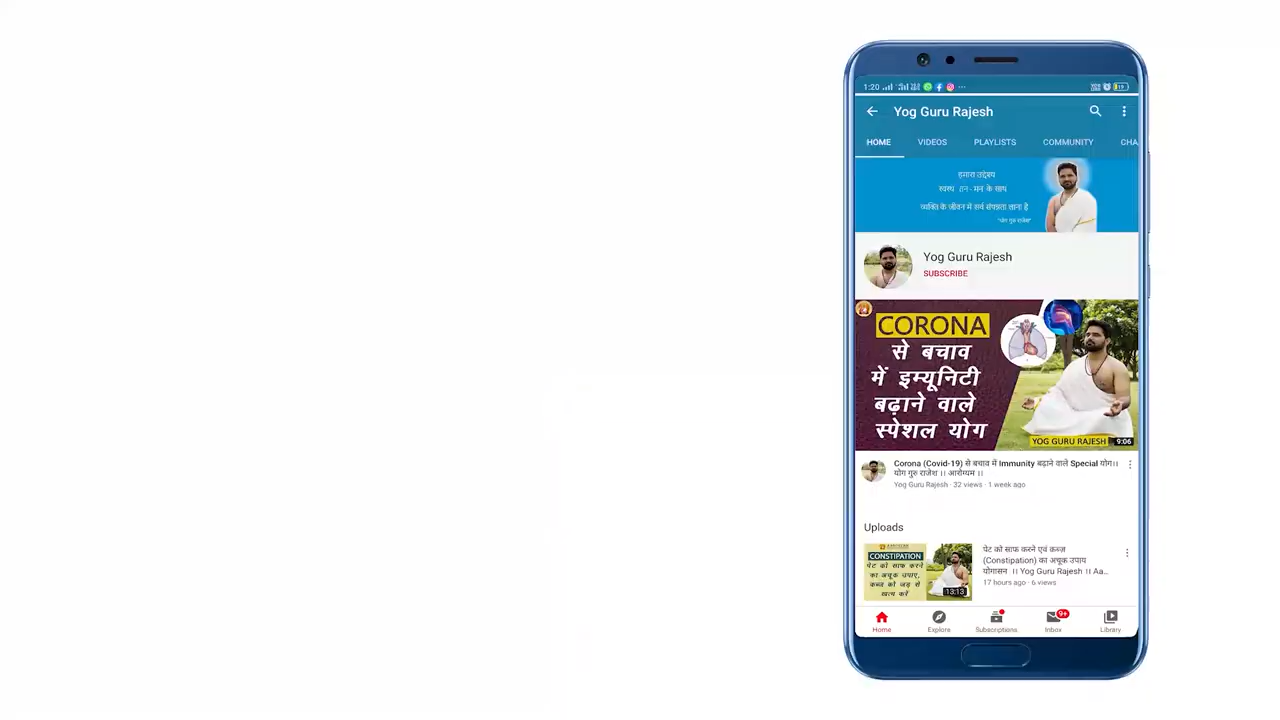 1:20
Yog Guru Rajesh
HOME VIDEOS PLAYLISTS COMMUNITY CHA
हमारा उद्देश्य
स्वस्थ तन - मन के साथ
व्यक्ति के जीवन में सर्व संपन्नता लाना है
"योग गुरु राजेश"
Yog Guru Rajesh
SUBSCRIBE
CORONA
से बचाव
में इम्यूनिटी
बढ़ाने वाले
स्पेशल योग
YOG GURU RAJESH 9:06
Corona (Covid-19) से बचाव में Immunity बढ़ाने वाले Special योग।।
योग गुरु राजेश ।। आरोग्यम ।।
Yog Guru Rajesh · 32 views · 1 week ago
Uploads
CONSTIPATION
पेट को साफ करने
का अचूक उपाए,
कब्ज को जड़ से
खत्म करें
13:13
पेट को साफ करने एवं कब्ज़
(Constipation) का अचूक उपाय
योगासन ।। Yog Guru Rajesh ।। Aa...
17 hours ago · 6 views
9+
Home Explore Subscriptions Inbox Library